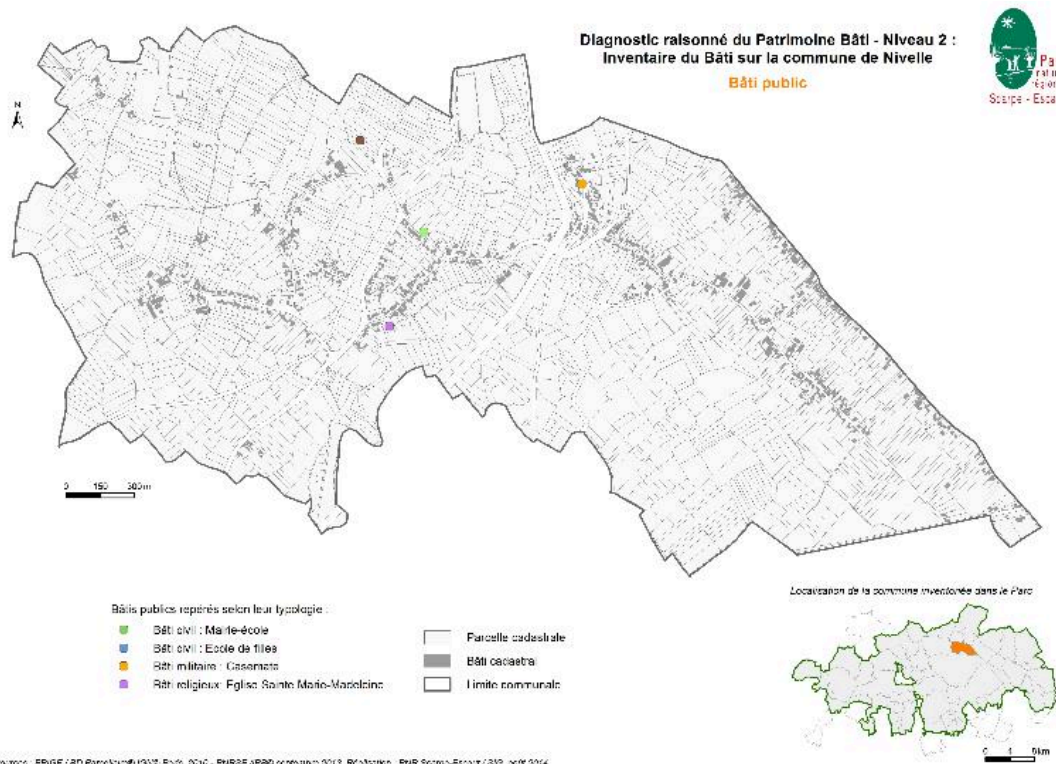 Diagnostic raisonné du Patrimoine Bâti - Niveau 2 :
Inventaire du Bâti sur la commune de Nivelle
Bâti public
Scarpe - Esca
N
0 150 300m
Bâtis publics repérés selon leur typologie :
Bâti civil : Mairie-école
Bâti civil : Ecole de filles
Bâti militaire : Casemate
Bâti religieux: Eglise Sainte Marie-Madeleine
Parcelle cadastrale
Bâti cadastral
Limite communale
Localisation de la commune inventoriée dans le Parc